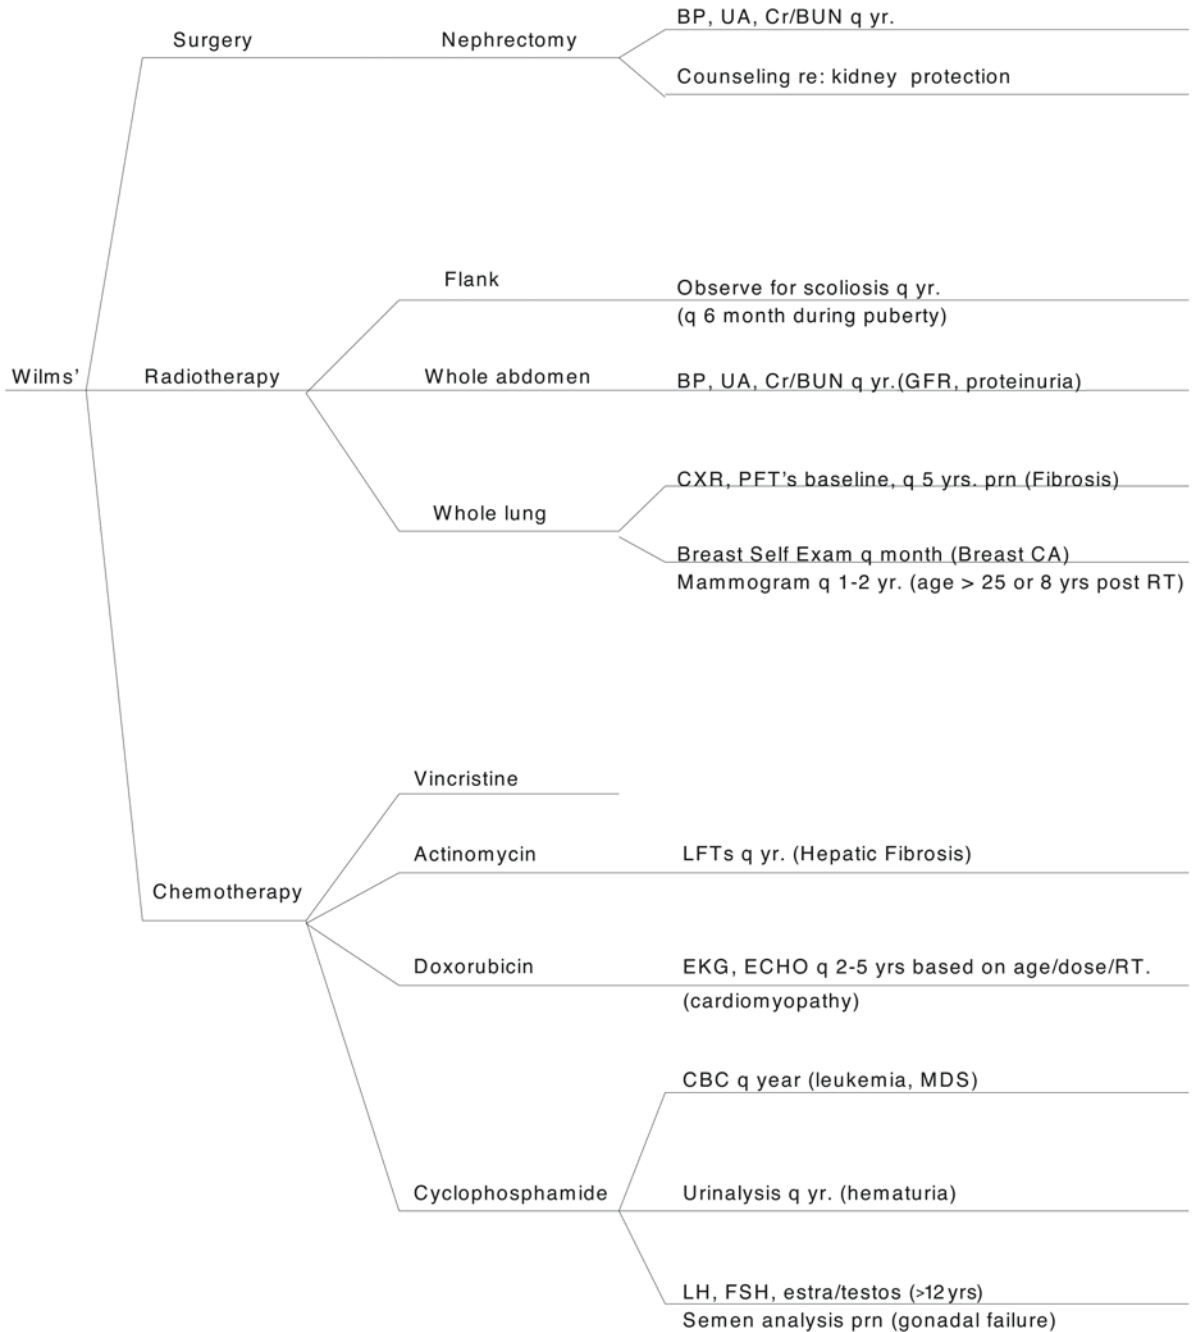 BP, UA, Cr/BUN q yr.
Surgery
Nephrectomy
Counseling re: kidney protection
Flank
Observe for scoliosis q yr.
(q 6 month during puberty)
Wilms’
Radiotherapy
Whole abdomen
BP, UA, Cr/BUN q yr.(GFR, proteinuria)
CXR, PFT’s baseline, q 5 yrs. prn (Fibrosis)
Whole lung
Breast Self Exam q month (Breast CA)
Mammogram q 1-2 yr. (age > 25 or 8 yrs post RT)
Vincristine
Actinomycin
LFTs q yr. (Hepatic Fibrosis)
Chemotherapy
Doxorubicin
EKG, ECHO q 2-5 yrs based on age/dose/RT.
(cardiomyopathy)
CBC q year (leukemia, MDS)
Cyclophosphamide
Urinalysis q yr. (hematuria)
LH, FSH, estra/testos (>12 yrs)
Semen analysis prn (gonadal failure)